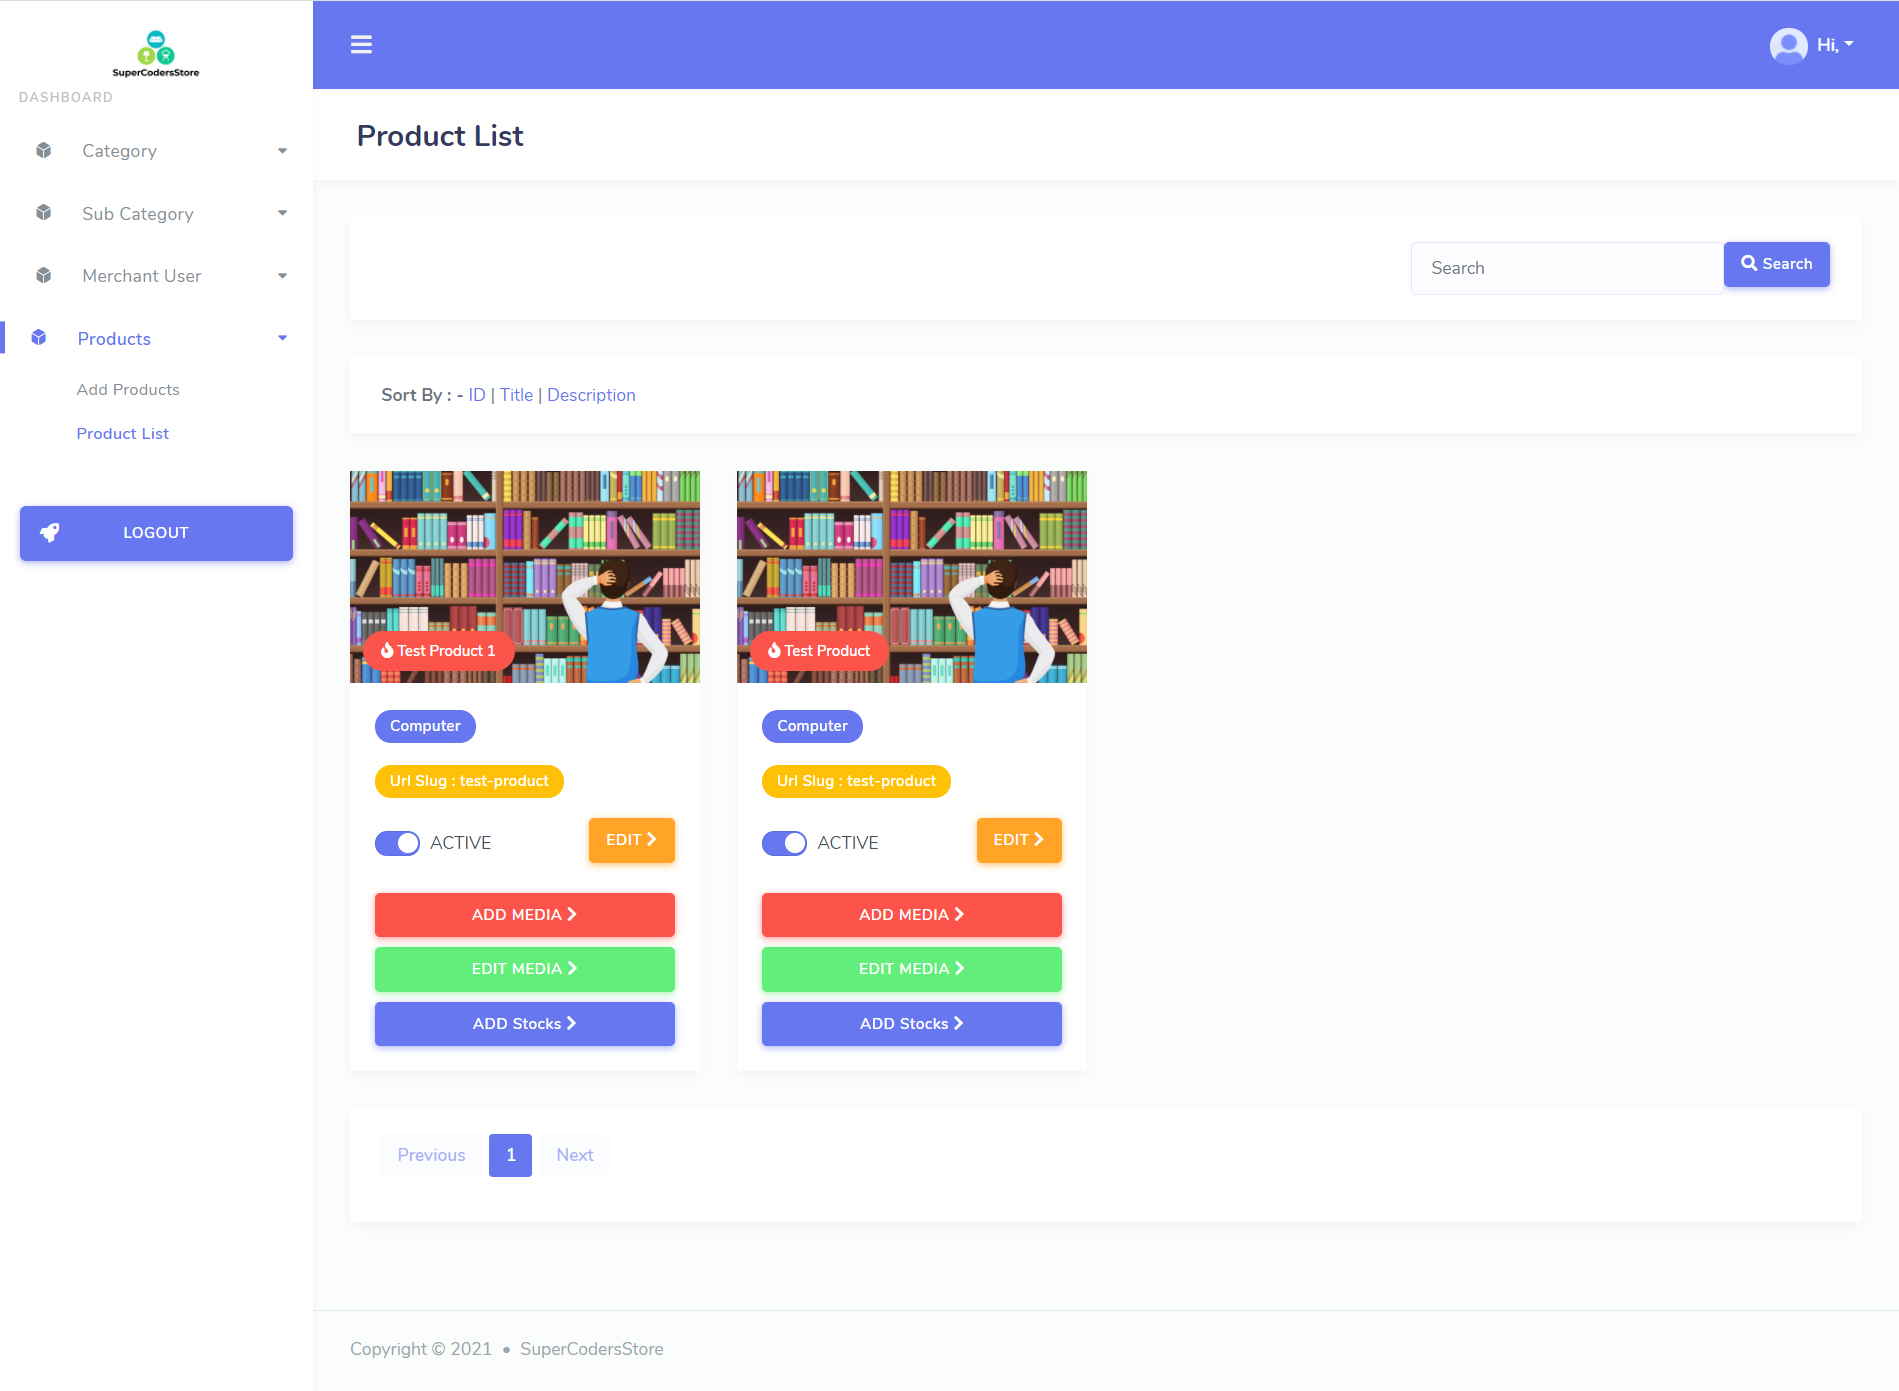 SuperCodersStore
DASHBOARD
Category
Sub Category
Merchant User
Products
Add Products
Product List
LOGOUT
Hi,
Product List
Search
Search
Sort By : - ID | Title | Description
Test Product 1
Computer
Url Slug : test-product
ACTIVE
EDIT
ADD MEDIA
EDIT MEDIA
ADD Stocks
Test Product
Computer
Url Slug : test-product
ACTIVE
EDIT
ADD MEDIA
EDIT MEDIA
ADD Stocks
Previous 1 Next
Copyright © 2021 • SuperCodersStore